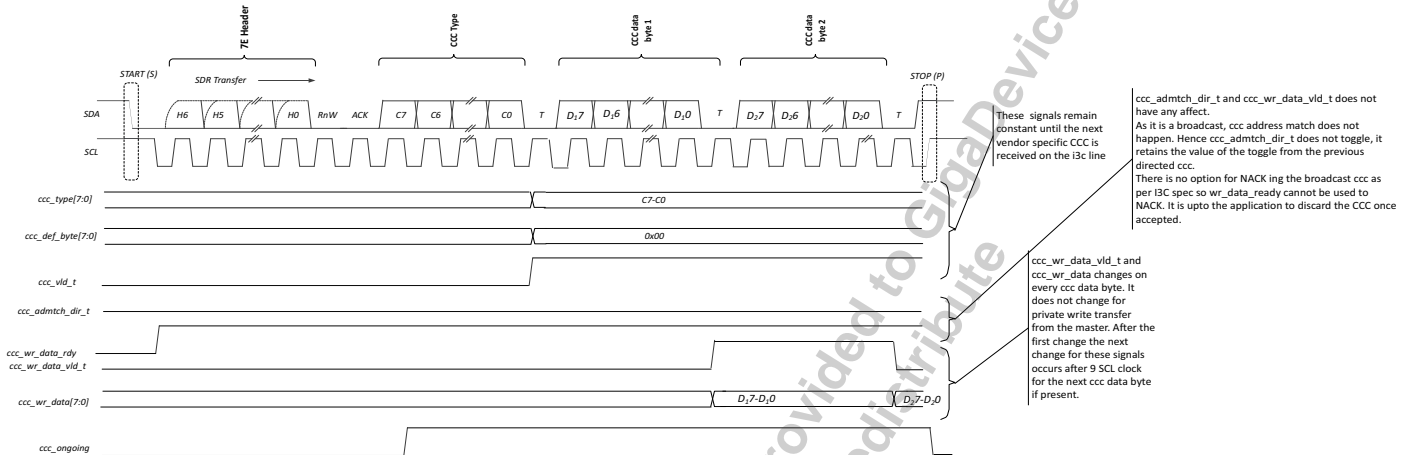 7E Header
CCC Type
CCC data
byte 1
CCC data
byte 2
START (S)
SDR Transfer
STOP (P)
SDA
H6 H5 H0 RnW ACK C7 C6 C0 T D₁7 D₁6 D₁0 T D₂7 D₂6 D₂0 T
SCL
ccc_type[7:0]
C7-C0
ccc_def_byte[7:0]
0x00
ccc_vld_t
ccc_admtch_dir_t
ccc_wr_data_rdy
ccc_wr_data_vld_t
ccc_wr_data[7:0]
D₁7-D₁0
D₂7-D₂0
ccc_ongoing
These signals remain
constant until the next
vendor specific CCC is
received on the i3c line
ccc_admtch_dir_t and ccc_wr_data_vld_t does not
have any affect.
As it is a broadcast, ccc address match does not
happen. Hence ccc_admtch_dir_t does not toggle, it
retains the value of the toggle from the previous
directed ccc.
There is no option for NACK ing the broadcast ccc as
per I3C spec so wr_data_ready cannot be used to
NACK. It is upto the application to discard the CCC once
accepted.
ccc_wr_data_vld_t and
ccc_wr_data changes on
every ccc data byte. It
does not change for
private write transfer
from the master. After the
first change the next
change for these signals
occurs after 9 SCL clock
for the next ccc data byte
if present.
ovided to GigaDevice
edistribute